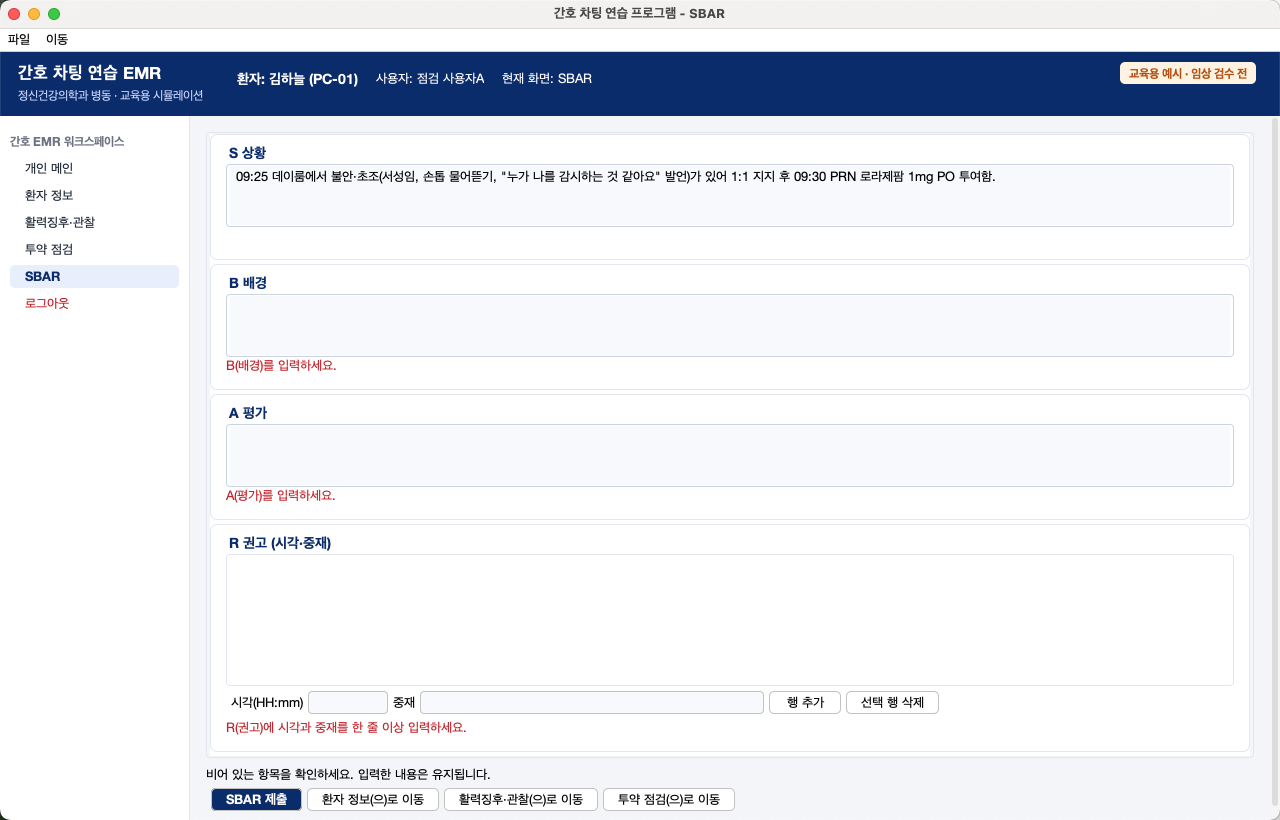 간호 차팅 연습 프로그램 - SBAR
파일 이동
간호 차팅 연습 EMR
정신건강의학과 병동 · 교육용 시뮬레이션
환자: 김하늘 (PC-01) 사용자: 점검 사용자A 현재 화면: SBAR
교육용 예시 · 임상 검수 전
간호 EMR 워크스페이스
개인 메인
환자 정보
활력징후·관찰
투약 점검
SBAR
로그아웃
S 상황
09:25 데이룸에서 불안·초조(서성임, 손톱 물어뜯기, "누가 나를 감시하는 것 같아요" 발언)가 있어 1:1 지지 후 09:30 PRN 로라제팜 1mg PO 투여함.
B 배경
B(배경)를 입력하세요.
A 평가
A(평가)를 입력하세요.
R 권고 (시각·중재)
시각(HH:mm) 중재 행 추가 선택 행 삭제
R(권고)에 시각과 중재를 한 줄 이상 입력하세요.
비어 있는 항목을 확인하세요. 입력한 내용은 유지됩니다.
SBAR 제출 환자 정보(으)로 이동 활력징후·관찰(으)로 이동 투약 점검(으)로 이동